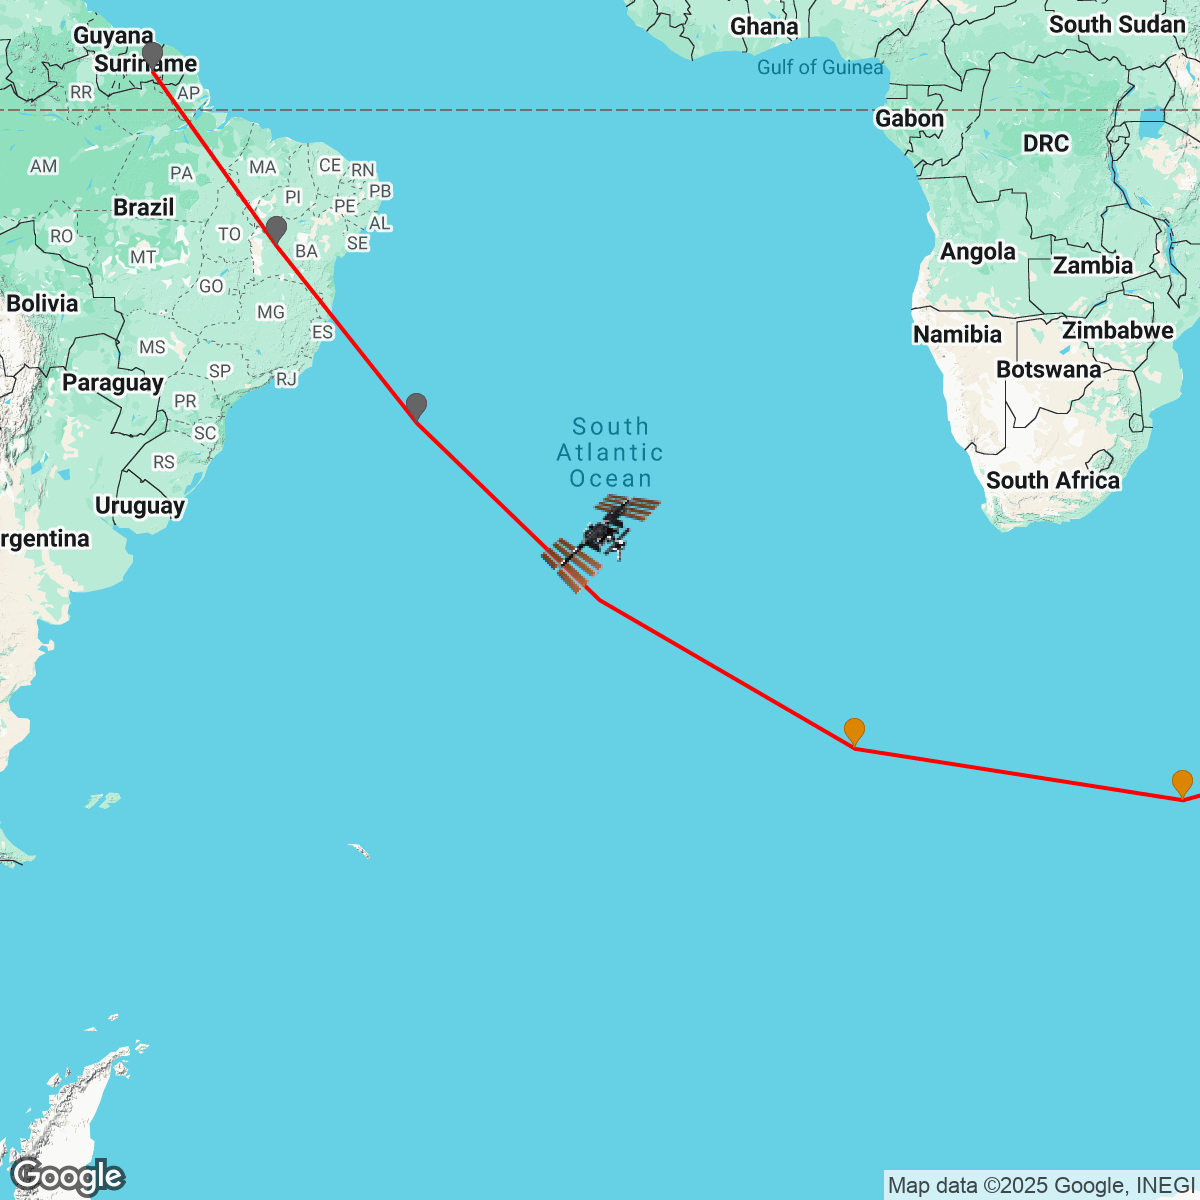 Guyana
Suriname
Ghana
South Sudan
Gulf of Guinea
RR
AP
Gabon
DRC
AM
PA
MA
CE
RN
PB
PI
PE
AL
Brazil
RO
TO
BA
SE
MT
Angola
Zambia
GO
Bolivia
MG
ES
Namibia
Zimbabwe
MS
SP
RJ
Botswana
Paraguay
PR
SC
South
Atlantic
Ocean
RS
South Africa
Uruguay
rgentina
Google
Map data ©2025 Google, INEGI